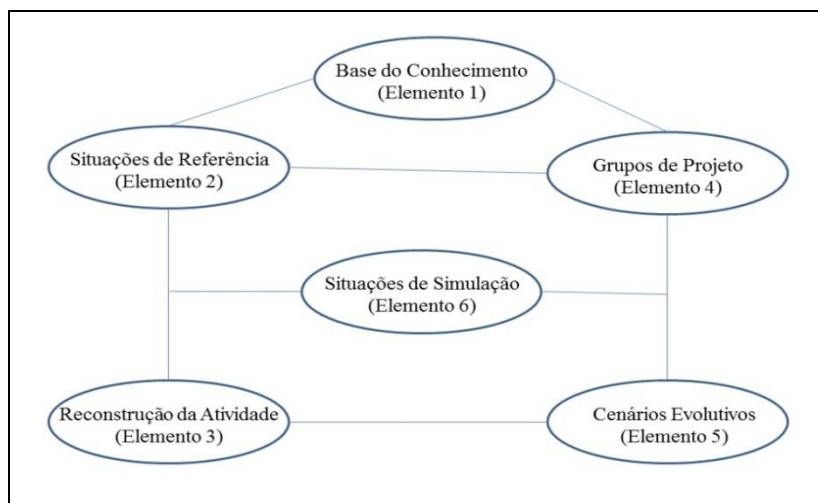 Base do Conhecimento
(Elemento 1)
Situações de Referência
(Elemento 2)
Grupos de Projeto
(Elemento 4)
Situações de Simulação
(Elemento 6)
Reconstrução da Atividade
(Elemento 3)
Cenários Evolutivos
(Elemento 5)